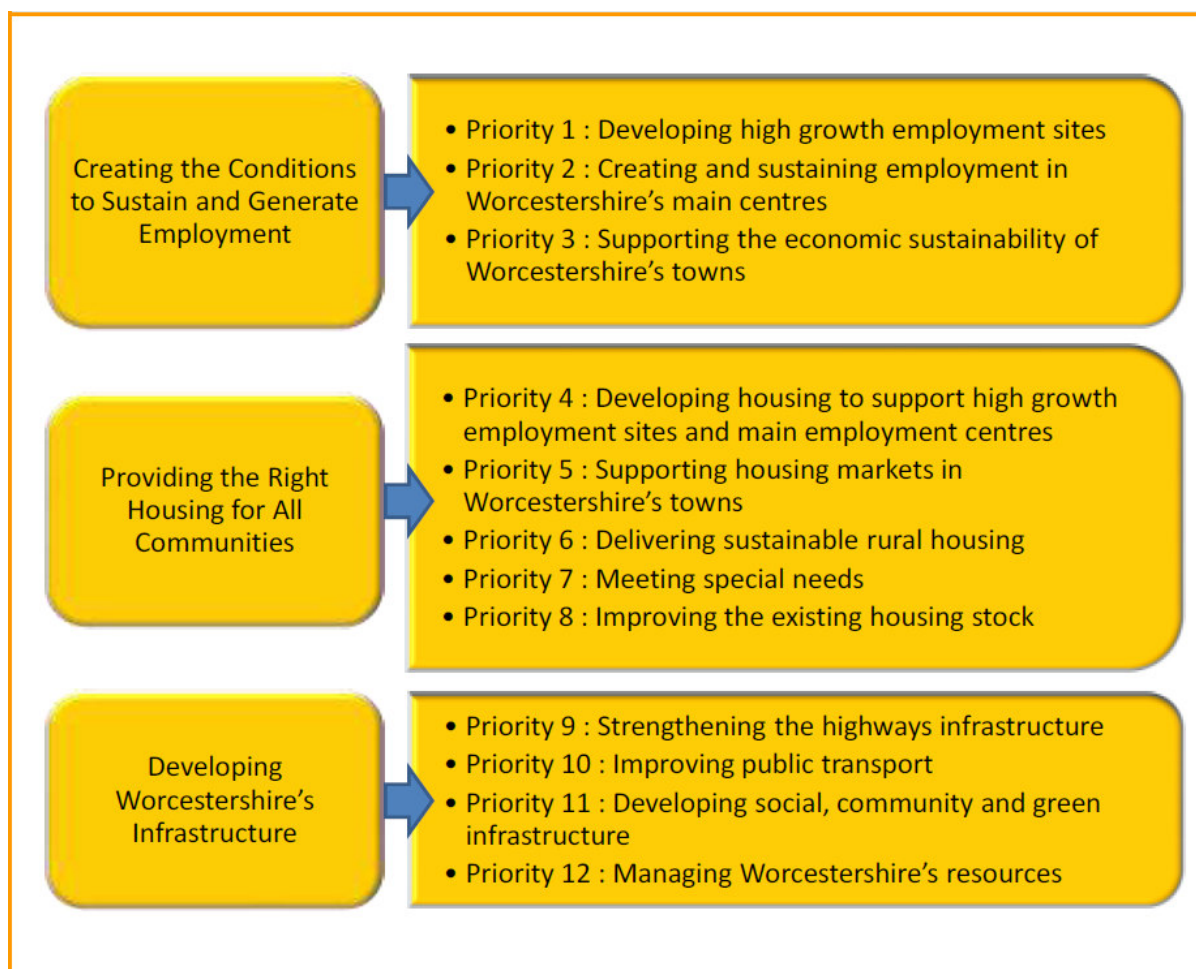 Creating the Conditions
to Sustain and Generate
Employment
• Priority 1 : Developing high growth employment sites
• Priority 2 : Creating and sustaining employment in
Worcestershire’s main centres
• Priority 3 : Supporting the economic sustainability of
Worcestershire’s towns
Providing the Right
Housing for All
Communities
• Priority 4 : Developing housing to support high growth
employment sites and main employment centres
• Priority 5 : Supporting housing markets in
Worcestershire’s towns
• Priority 6 : Delivering sustainable rural housing
• Priority 7 : Meeting special needs
• Priority 8 : Improving the existing housing stock
Developing
Worcestershire’s
Infrastructure
• Priority 9 : Strengthening the highways infrastructure
• Priority 10 : Improving public transport
• Priority 11 : Developing social, community and green
infrastructure
• Priority 12 : Managing Worcestershire’s resources